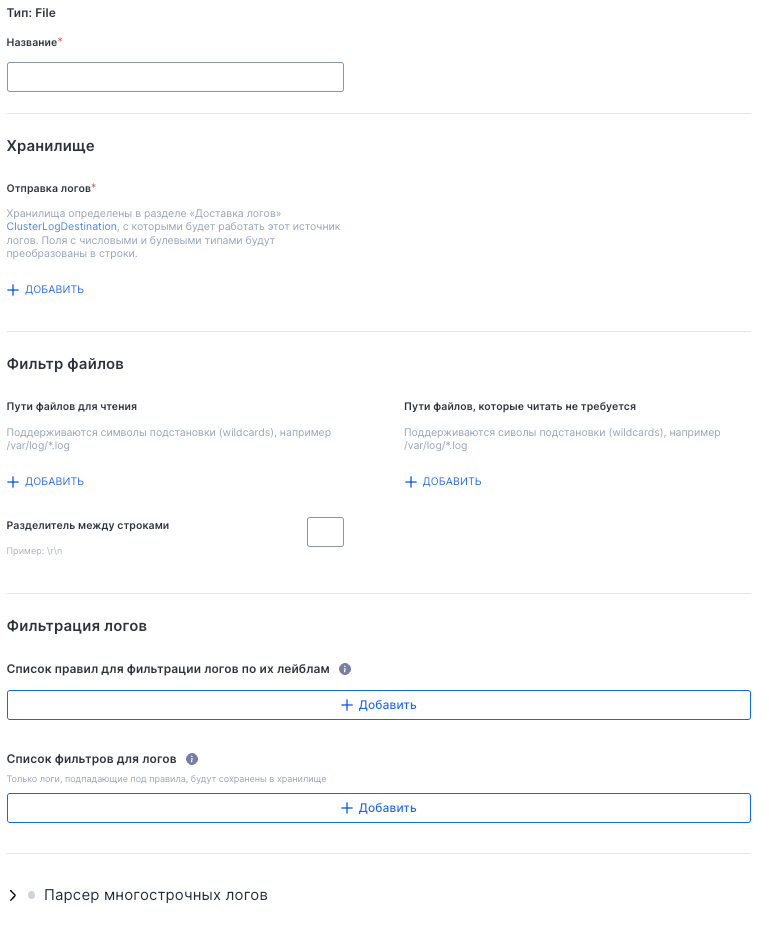 Тип: File
Название*
Хранилище
Отправка логов*
Хранилища определены в разделе «Доставка логов»
ClusterLogDestination, с которыми будет работать этот источник
логов. Поля с числовыми и булевыми типами будут
преобразованы в строки.
ДОБАВИТЬ
Фильтр файлов
Пути файлов для чтения
Поддерживаются символы подстановки (wildcards), например
/var/log/*.log
ДОБАВИТЬ
Пути файлов, которые читать не требуется
Поддерживаются сиволы подстановки (wildcards), например
/var/log/*.log
ДОБАВИТЬ
Разделитель между строками
Пример: \r\n
Фильтрация логов
Список правил для фильтрации логов по их лейблам
Добавить
Список фильтров для логов
Только логи, подпадающие под правила, будут сохранены в хранилище
Добавить
Парсер многострочных логов